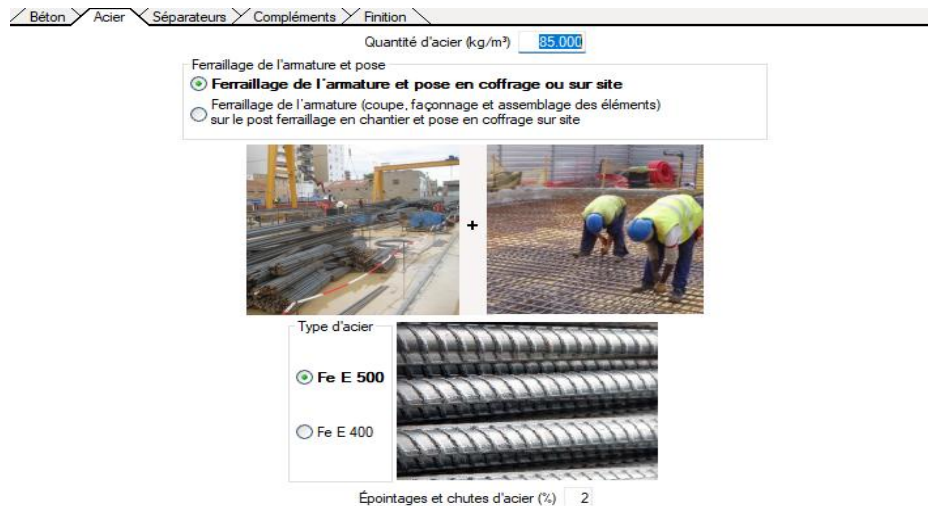 Béton Acier Séparateurs Compléments Finition
Quantité d'acier (kg/m³) 85.000
Ferraillage de l'armature et pose
Ferraillage de l'armature et pose en coffrage ou sur site
Ferraillage de l'armature (coupe, façonnage et assemblage des éléments)
sur le post ferraillage en chantier et pose en coffrage sur site
+
Type d'acier
Fe E 500
Fe E 400
Épointages et chutes d'acier (%) 2